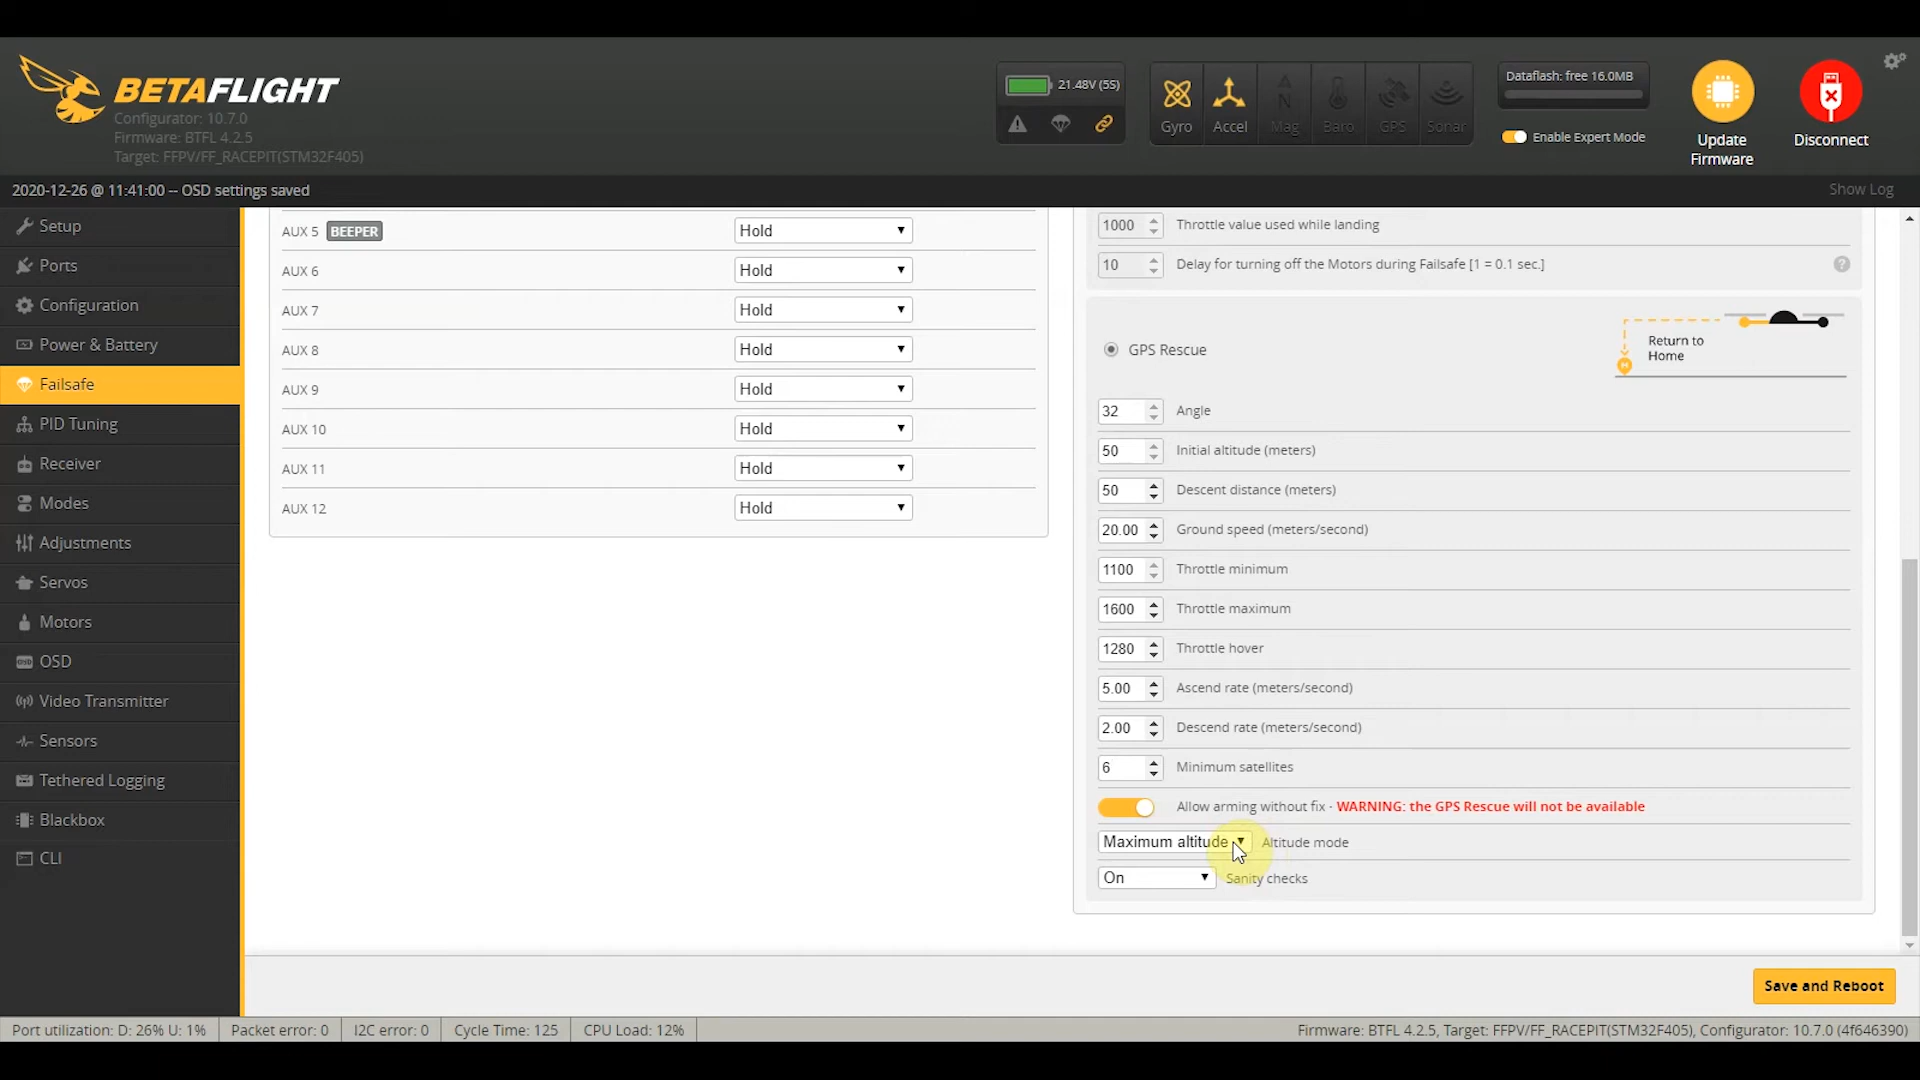 BETAFLIGHT
Configurator: 10.7.0
Firmware: BTFL 4.2.5
Target: FFPV/FF_RACEPIT(STM32F405)
21.48V (5S)
Gyro
Accel
Mag
Baro
GPS
Sonar
Dataflash: free 16.0MB
Enable Expert Mode
Update
Firmware
Disconnect
2020-12-26 @ 11:41:00 -- OSD settings saved
Show Log
Setup
Ports
Configuration
Power & Battery
Failsafe
PID Tuning
Receiver
Modes
Adjustments
Servos
Motors
OSD
Video Transmitter
Sensors
Tethered Logging
Blackbox
CLI
AUX 5 BEEPER Hold
AUX 6 Hold
AUX 7 Hold
AUX 8 Hold
AUX 9 Hold
AUX 10 Hold
AUX 11 Hold
AUX 12 Hold
1000 Throttle value used while landing
10 Delay for turning off the Motors during Failsafe [1 = 0.1 sec.] ?
GPS Rescue
Return to
Home
32 Angle
50 Initial altitude (meters)
50 Descent distance (meters)
20.00 Ground speed (meters/second)
1100 Throttle minimum
1600 Throttle maximum
1280 Throttle hover
5.00 Ascend rate (meters/second)
2.00 Descend rate (meters/second)
6 Minimum satellites
Allow arming without fix - WARNING: the GPS Rescue will not be available
Maximum altitude Altitude mode
On Sanity checks
Save and Reboot
Port utilization: D: 26% U: 1% Packet error: 0 I2C error: 0 Cycle Time: 125 CPU Load: 12% Firmware: BTFL 4.2.5, Target: FFPV/FF_RACEPIT(STM32F405), Configurator: 10.7.0 (4f646390)